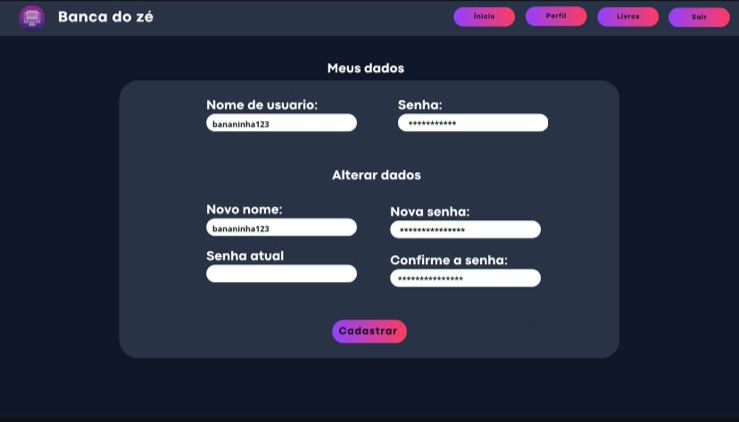 Banca do zé
Início Perfil Livros Sair
Meus dados
Nome de usuario: Senha:
bananinha123 ***********
Alterar dados
Novo nome: Nova senha:
bananinha123 ***************
Senha atual Confirme a senha:
***************
Cadastrar